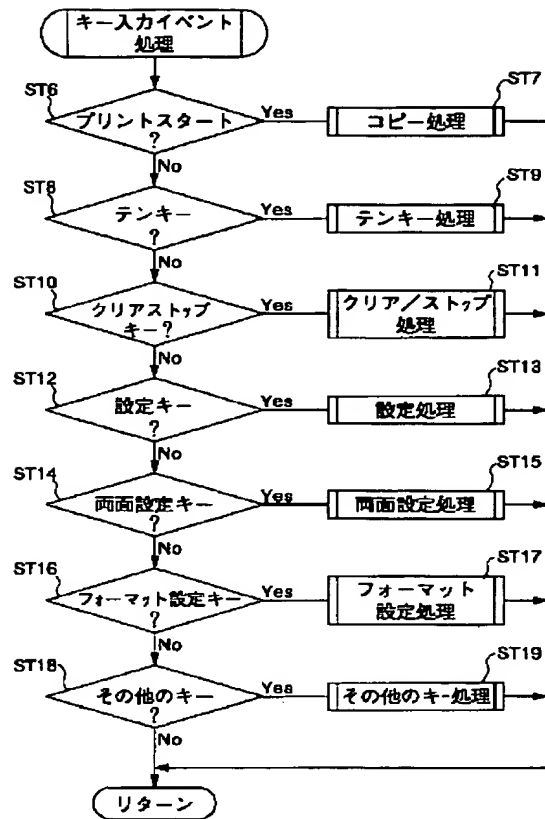 キー入力イベント
処理
ST6
プリントスタート
?
Yes
ST7
コピー処理
No
ST8
テンキー
?
Yes
ST9
テンキー処理
No
ST10
クリアストップ
キー?
Yes
ST11
クリア/ストップ
処理
No
ST12
設定キー
?
Yes
ST13
設定処理
No
ST14
両面設定キー
?
Yes
ST15
両面設定処理
No
ST16
フォーマット設定キー
?
Yes
ST17
フォーマット
設定処理
No
ST18
その他のキー
?
Yes
ST19
その他のキー処理
No
リターン